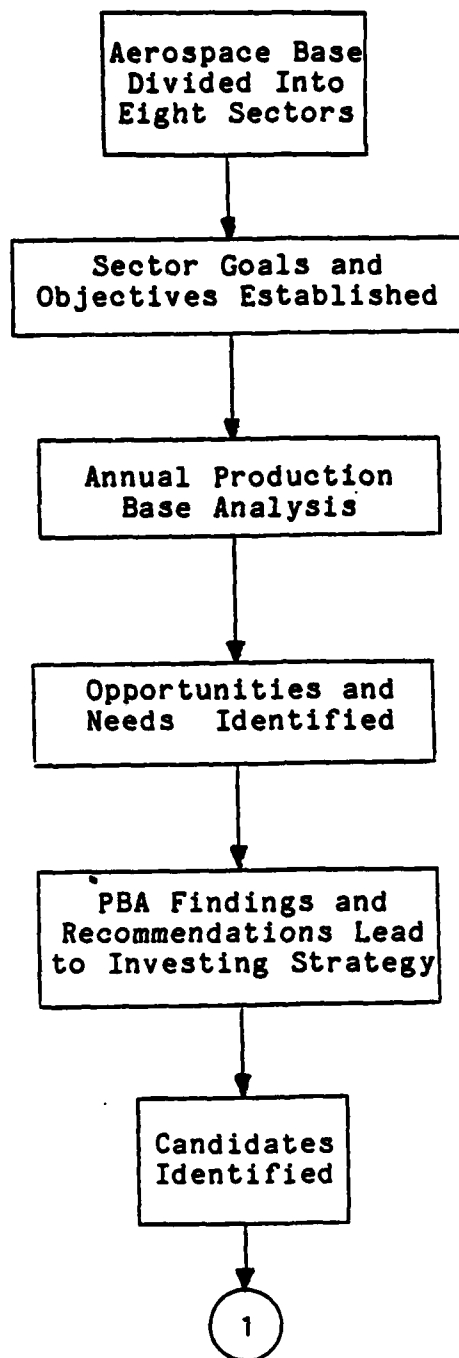 Aerospace Base
Divided Into
Eight Sectors
Sector Goals and
Objectives Established
Annual Production
Base Analysis
Opportunities and
Needs Identified
PBA Findings and
Recommendations Lead
to Investing Strategy
Candidates
Identified
1